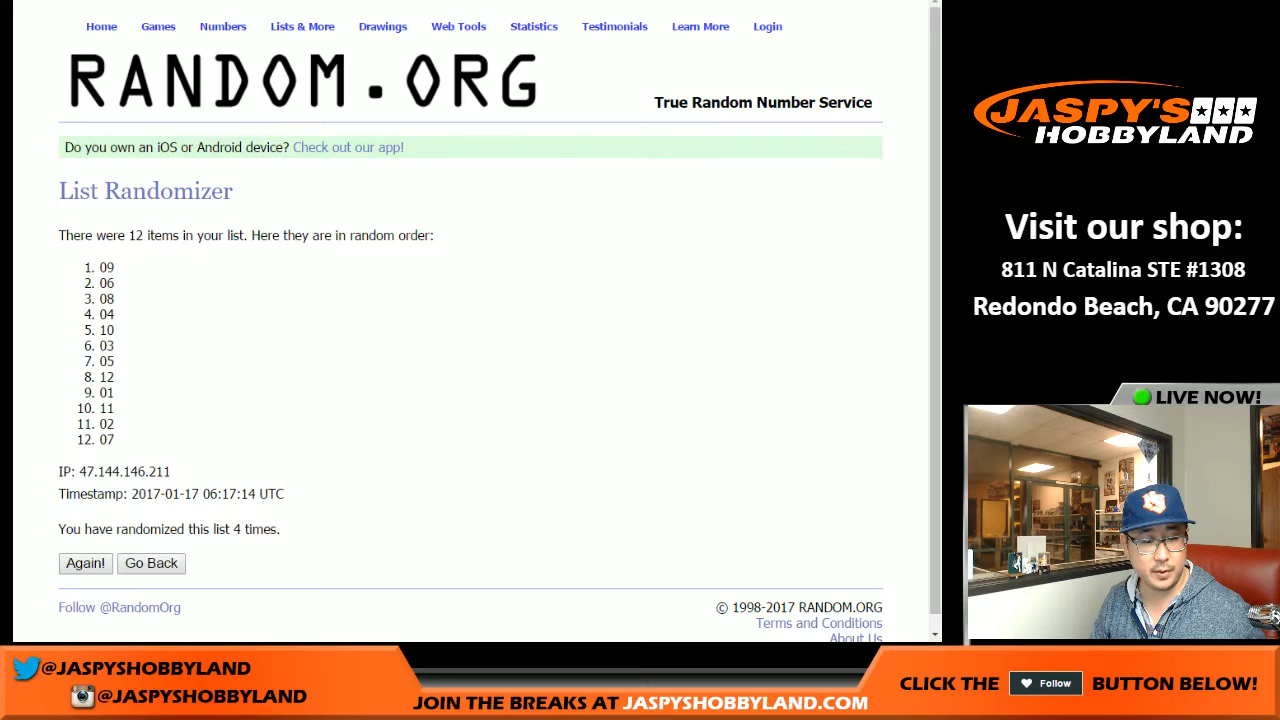 Home Games Numbers Lists & More Drawings Web Tools Statistics Testimonials Learn More Login
RANDOM.ORG
True Random Number Service
Do you own an iOS or Android device? Check out our app!
List Randomizer
There were 12 items in your list. Here they are in random order:
1. 09
2. 06
3. 08
4. 04
5. 10
6. 03
7. 05
8. 12
9. 01
10. 11
11. 02
12. 07
IP: 47.144.146.211
Timestamp: 2017-01-17 06:17:14 UTC
You have randomized this list 4 times.
Again! Go Back
Follow @RandomOrg
© 1998-2017 RANDOM.ORG
Terms and Conditions
About Us
JASPY'S
HOBBYLAND
Visit our shop:
811 N Catalina STE #1308
Redondo Beach, CA 90277
LIVE NOW!
@JASPYSHOBBYLAND
@JASPYSHOBBYLAND
JOIN THE BREAKS AT JASPYSHOBBYLAND.COM
CLICK THE Follow BUTTON BELOW!